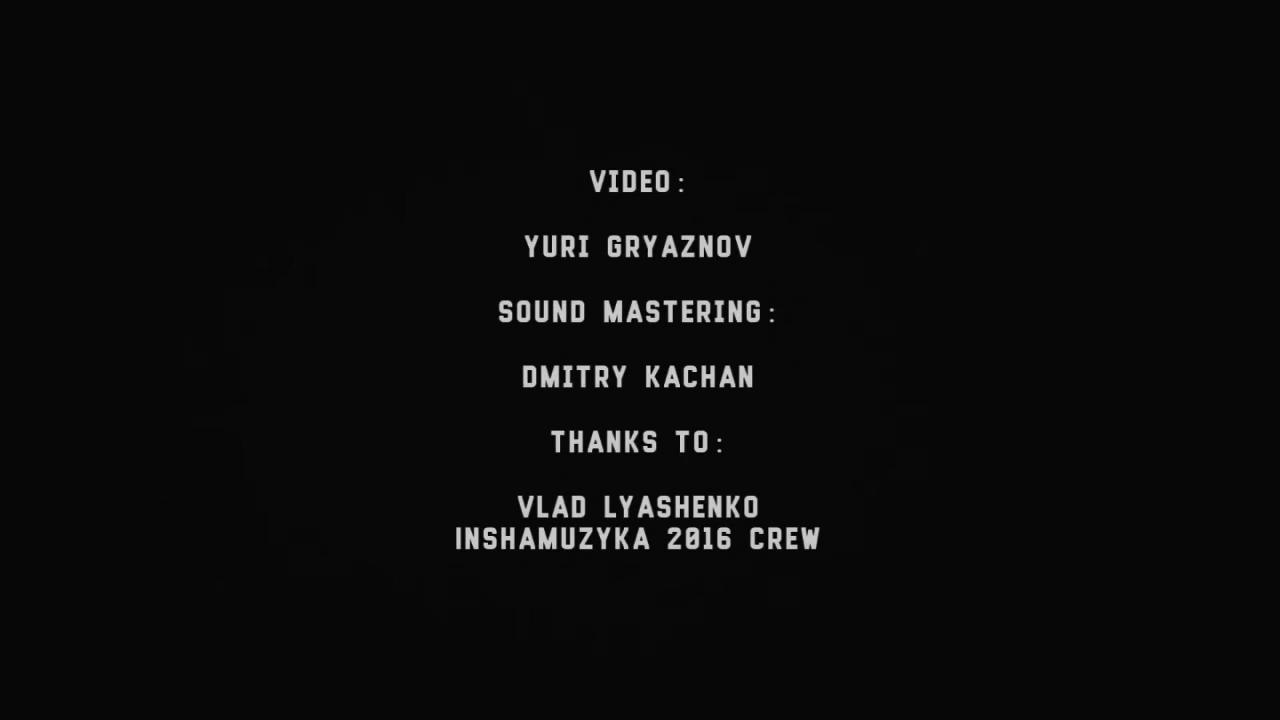 VIDEO:
YURI GRYAZNOV
SOUND MASTERING:
DMITRY KACHAN
THANKS TO:
VLAD LYASHENKO
INSHAMUZYKA 2016 CREW